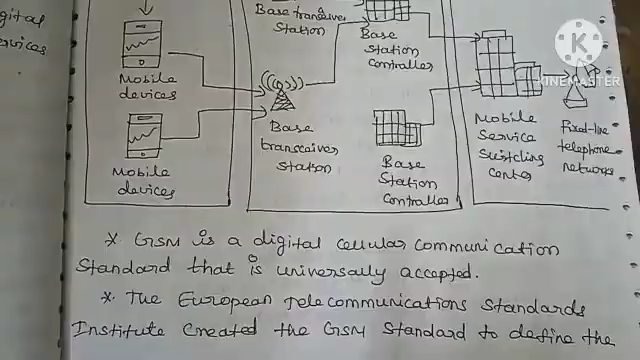 igital
ervices
Base transceiver
Station
Base
Station
Controller
Mobile
devices
Mobile
devices
Base
transceiver
Station
Base
Station
Controller
Mobile
Service
Switching
Center
Fixed-line
telephone
networks
KINEMASTER
* GSM is a digital cellular communication
Standard that is universally accepted.
* The European Telecommunications Standards
Institute Created the GSM Standard to define the